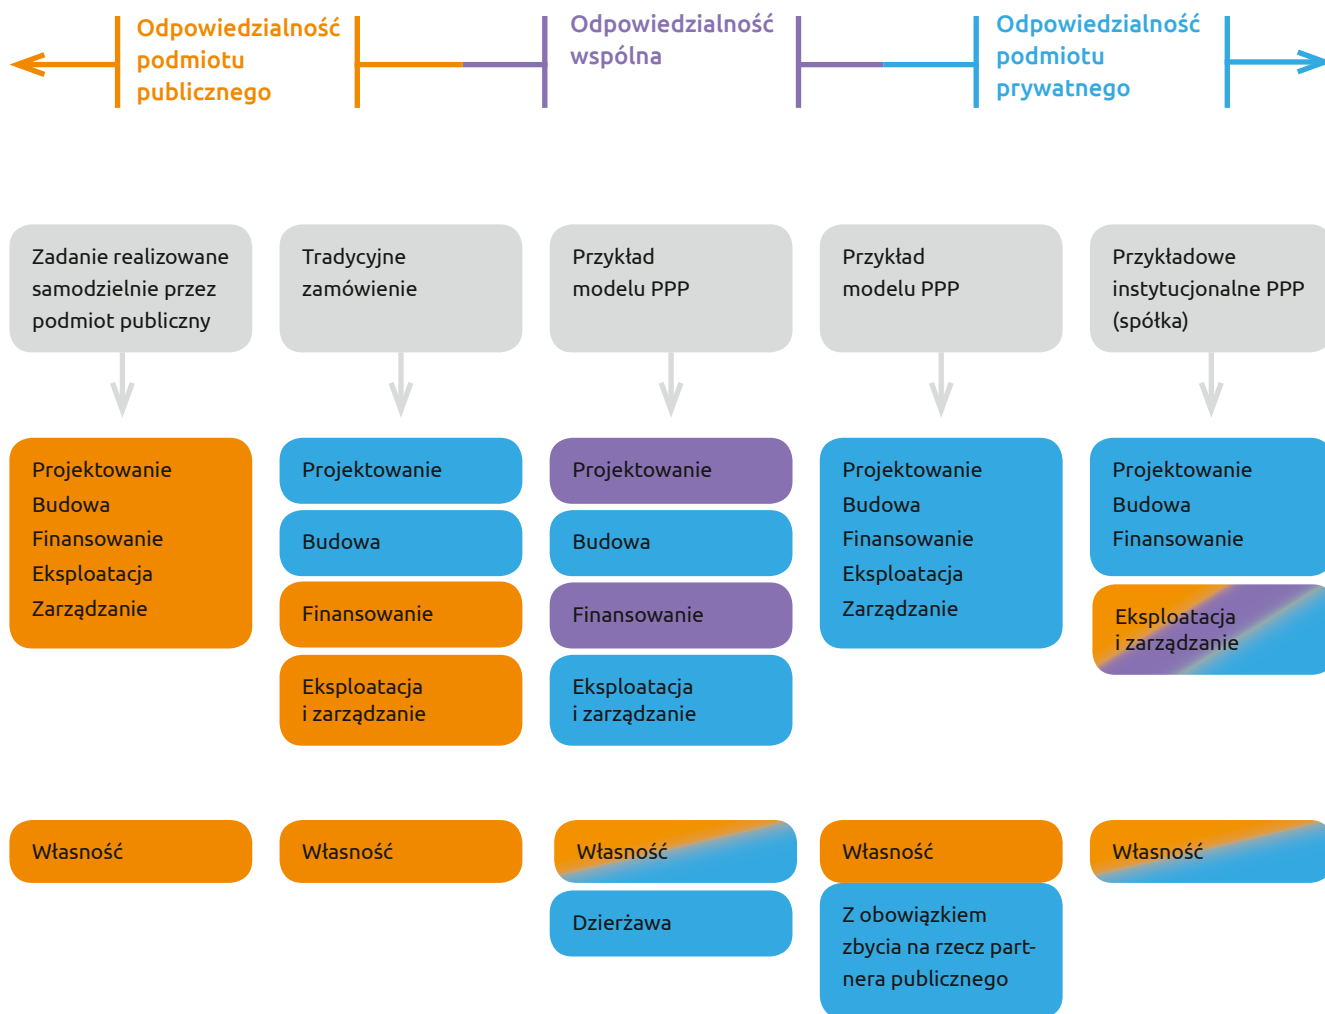 Odpowiedzialność
podmiotu
publicznego
Odpowiedzialność
wspólna
Odpowiedzialność
podmiotu
prywatnego
Zadanie realizowane
samodzielnie przez
podmiot publiczny
Tradycyjne
zamówienie
Przykład
modelu PPP
Przykład
modelu PPP
Przykładowe
instytucjonalne PPP
(spółka)
Projektowanie
Budowa
Finansowanie
Eksploatacja
Zarządzanie
Projektowanie
Budowa
Finansowanie
Eksploatacja
i zarządzanie
Projektowanie
Budowa
Finansowanie
Eksploatacja
i zarządzanie
Projektowanie
Budowa
Finansowanie
Eksploatacja
Zarządzanie
Projektowanie
Budowa
Finansowanie
Eksploatacja
i zarządzanie
Własność
Własność
Własność
Dzierżawa
Własność
Z obowiązkiem
zbycia na rzecz part-
nera publicznego
Własność